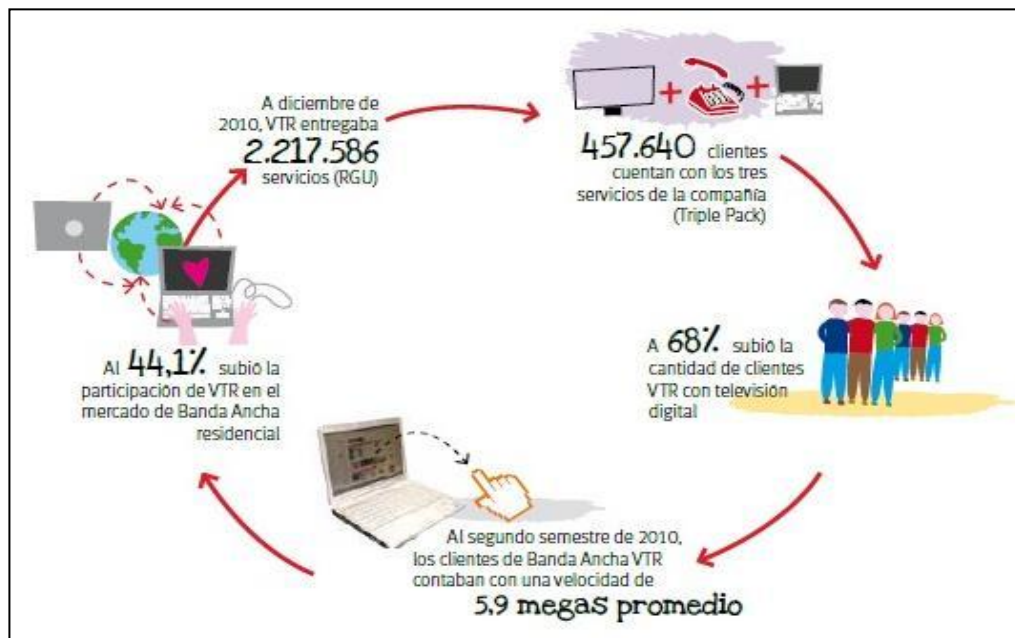 A diciembre de
2010, VTR entregaba
2.217.586
servicios (RGU)
457.640 clientes
cuentan con los tres
servicios de la compañía
(Triple Pack)
A 68% subió la
cantidad de clientes
VTR con televisión
digital
Al segundo semestre de 2010,
los clientes de Banda Ancha VTR
contaban con una velocidad de
5,9 megas promedio
Al 44,1% subió la
participación de VTR en el
mercado de Banda Ancha
residencial